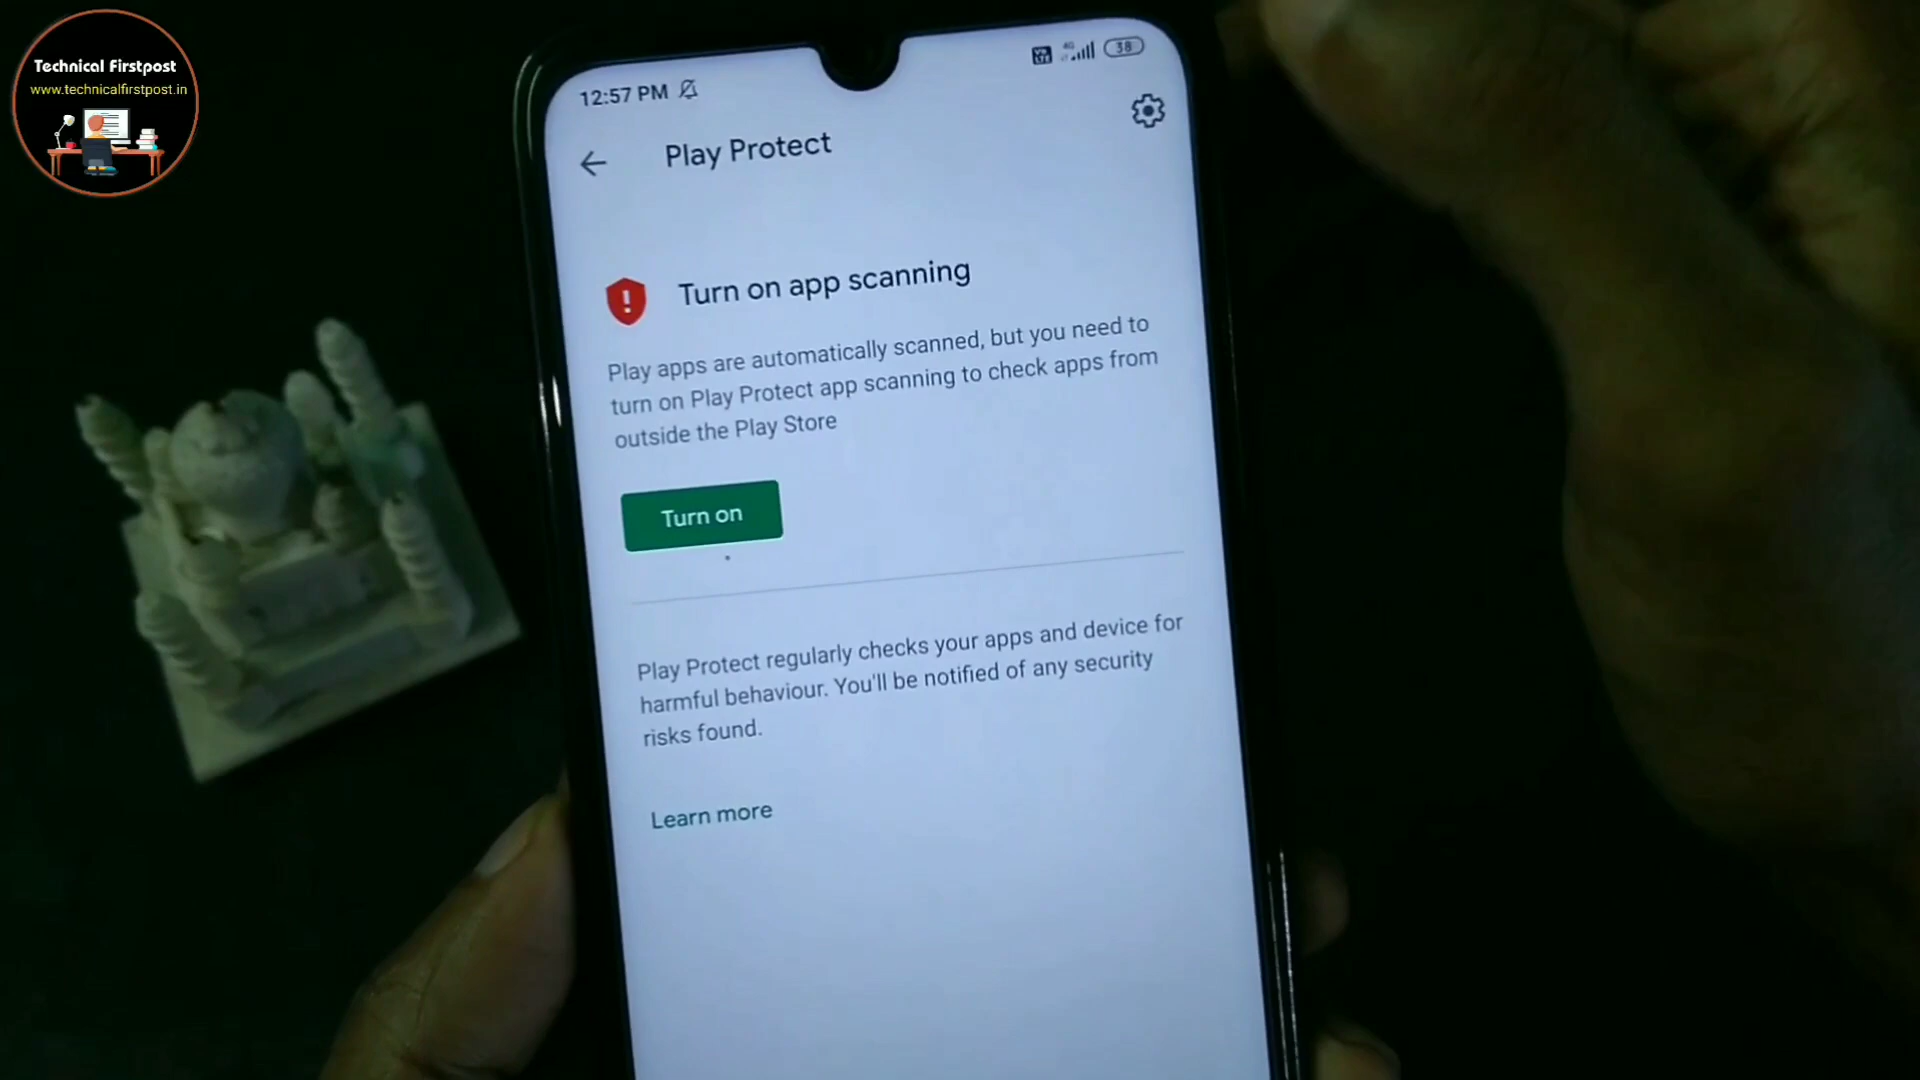 Technical Firstpost
www.technicalfirstpost.in
12:57 PM
4G
38
Play Protect
Turn on app scanning
Play apps are automatically scanned, but you need to
turn on Play Protect app scanning to check apps from
outside the Play Store
Turn on
Play Protect regularly checks your apps and device for
harmful behaviour. You'll be notified of any security
risks found.
Learn more